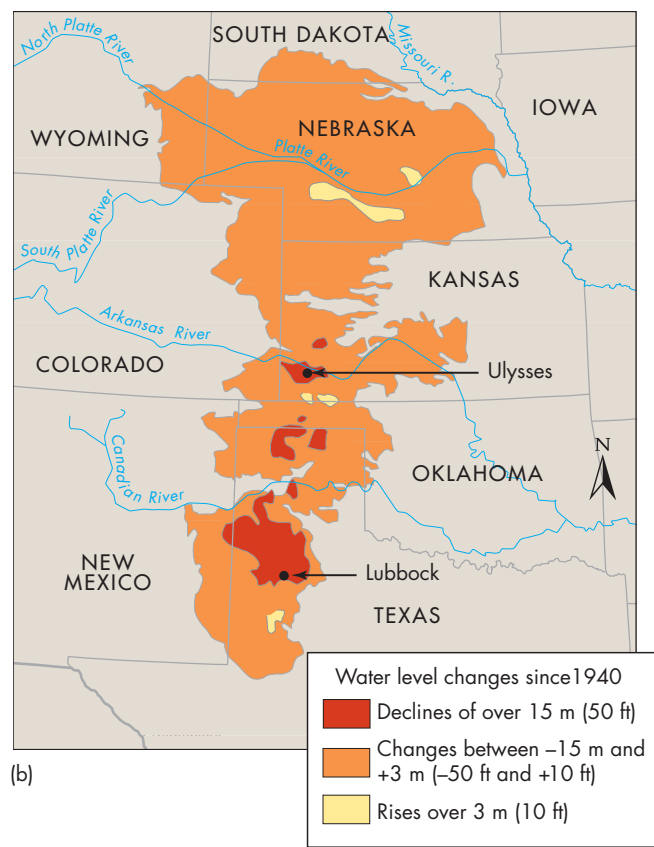 SOUTH DAKOTA
North Platte River
Missouri R.
IOWA
WYOMING
NEBRASKA
Platte River
South Platte River
KANSAS
Arkansas River
COLORADO
Ulysses
Canadian River
OKLAHOMA
N
NEW
MEXICO
Lubbock
TEXAS
Water level changes since1940
Declines of over 15 m (50 ft)
Changes between –15 m and
+3 m (–50 ft and +10 ft)
Rises over 3 m (10 ft)
(b)